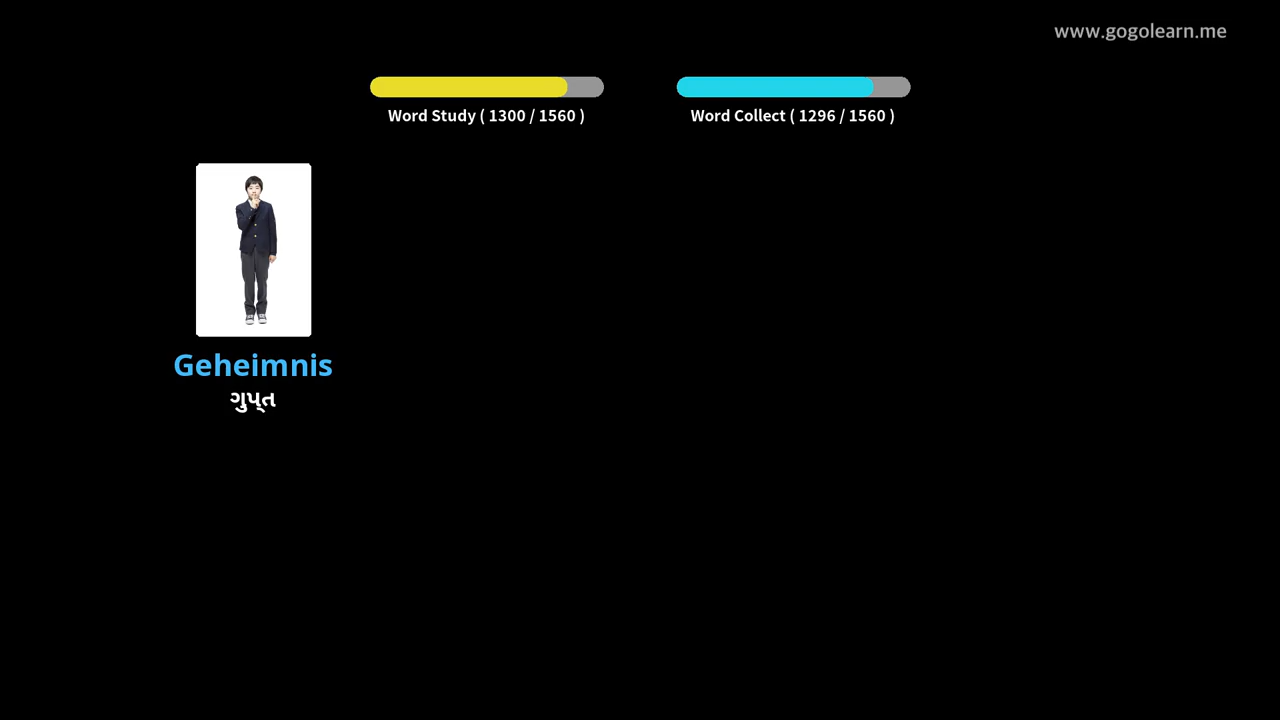 www.gogolearn.me
Word Study ( 1300 / 1560 )
Word Collect ( 1296 / 1560 )
Geheimnis
ગુપ્ત